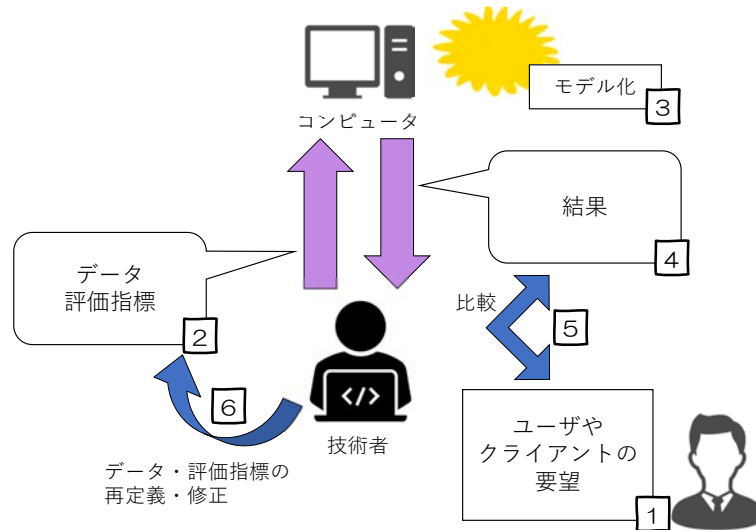 コンピュータ
モデル化
3
結果
4
データ
評価指標
2
比較
5
6
</>
技術者
データ・評価指標の
再定義・修正
ユーザや
クライアントの
要望
1